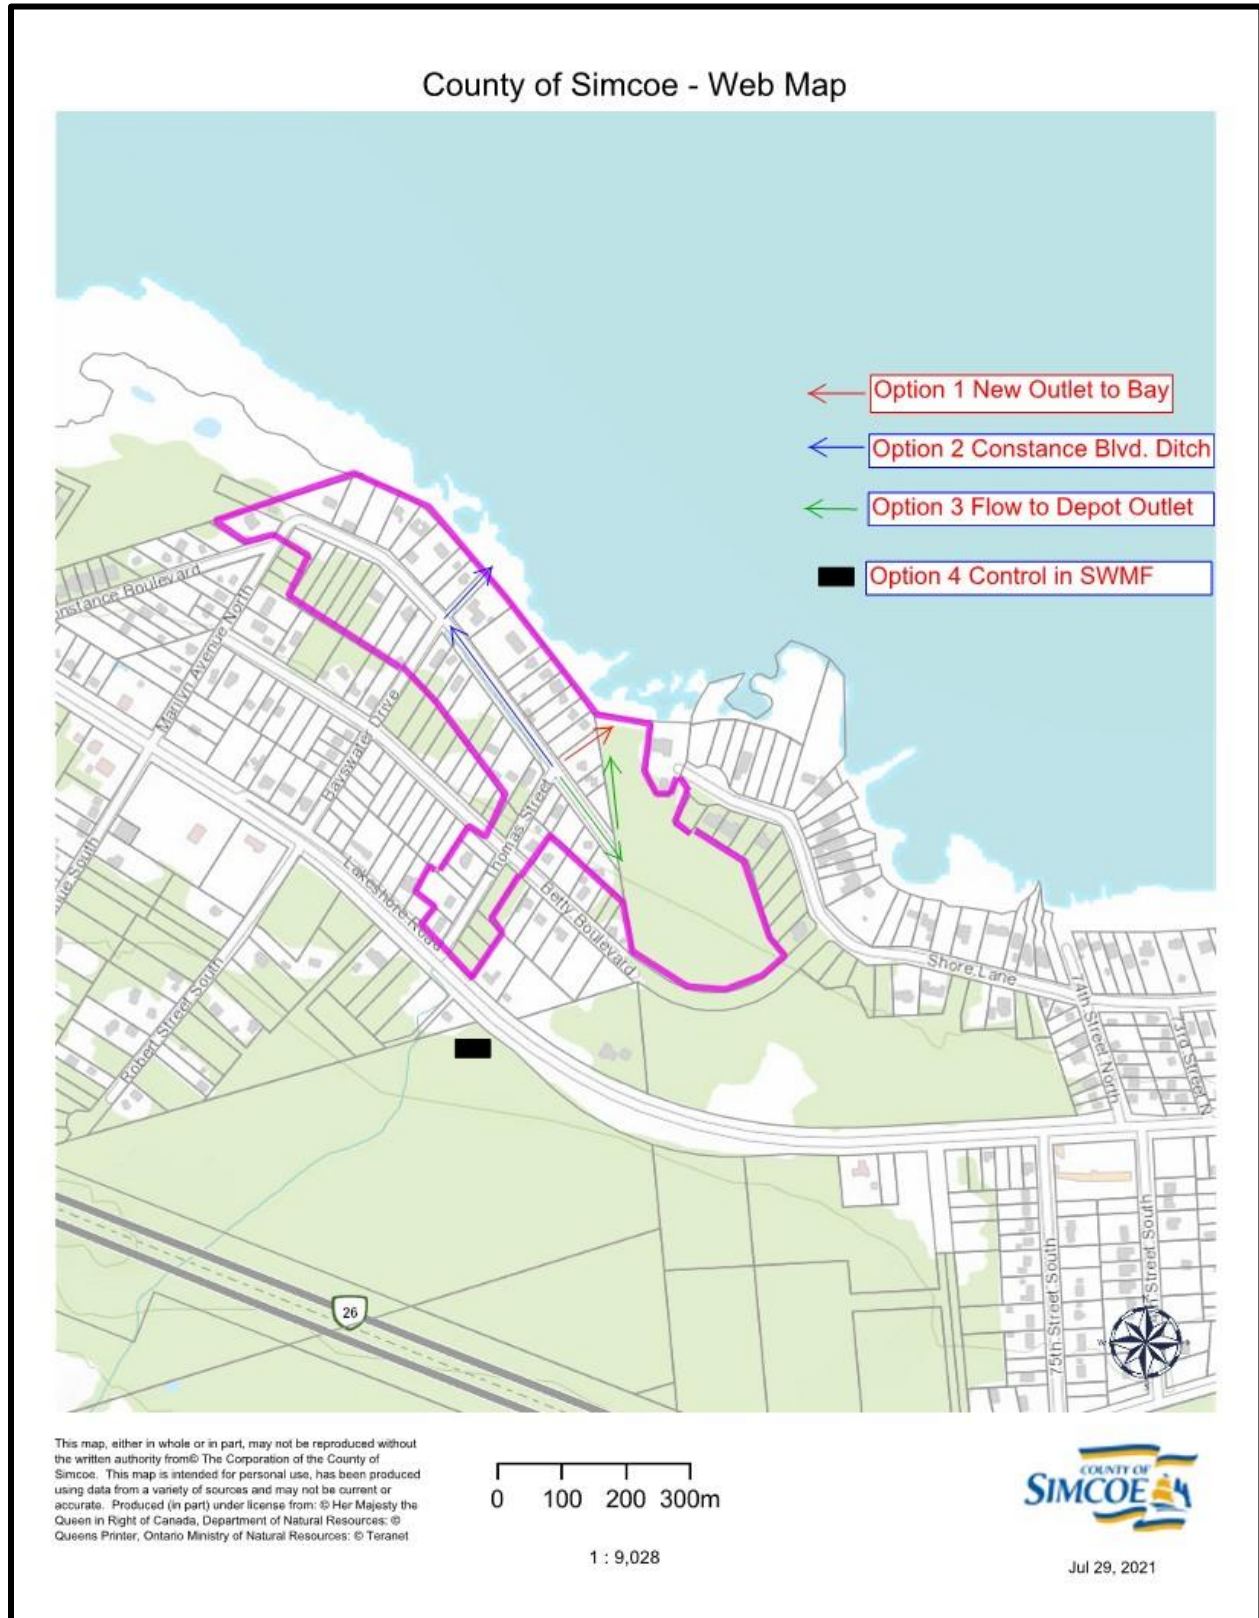 County of Simcoe - Web Map
Option 1 New Outlet to Bay
Option 2 Constance Blvd. Ditch
Option 3 Flow to Depot Outlet
Option 4 Control in SWMF
nstance Boulevard
Marilyn Avenue North
Bayswater Drive
Thomas Street
Lakeshore Road
Betty Boulevard
nue South
Robert Street South
Shore Lane
74th Street North
3rd Street N
75th Street South
Street South
26
This map, either in whole or in part, may not be reproduced without
the written authority from© The Corporation of the County of
Simcoe. This map is intended for personal use, has been produced
using data from a variety of sources and may not be current or
accurate. Produced (in part) under license from: © Her Majesty the
Queen in Right of Canada, Department of Natural Resources: ©
Queens Printer, Ontario Ministry of Natural Resources: © Teranet
0 100 200 300m
1 : 9,028
COUNTY OF
SIMCOE
Jul 29, 2021